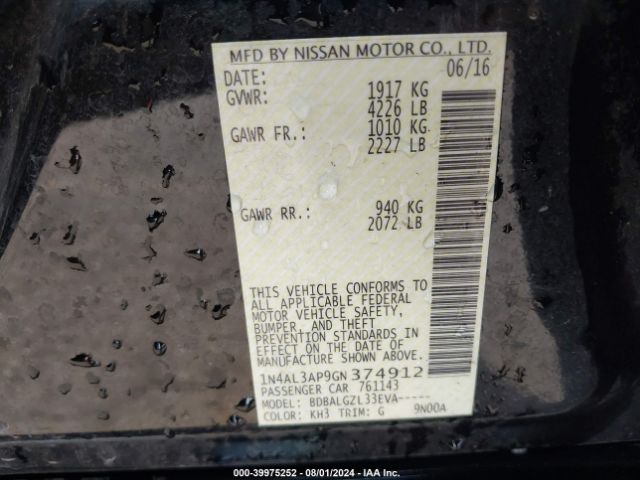 MFD BY NISSAN MOTOR CO., LTD.
DATE: 06/16
GVWR: 1917 KG
4226 LB
GAWR FR.: 1010 KG
2227 LB
GAWR RR.: 940 KG
2072 LB
THIS VEHICLE CONFORMS TO
ALL APPLICABLE FEDERAL
MOTOR VEHICLE SAFETY,
BUMPER, AND THEFT
PREVENTION STANDARDS IN
EFFECT ON THE DATE OF
MANUFACTURE SHOWN ABOVE.
1N4AL3AP9GN 374912
PASSENGER CAR 761143
MODEL: BDBALGZL33EVA-----
COLOR: KH3 TRIM: G 9N00A
000-39975252 - 08/01/2024 - IAA Inc.